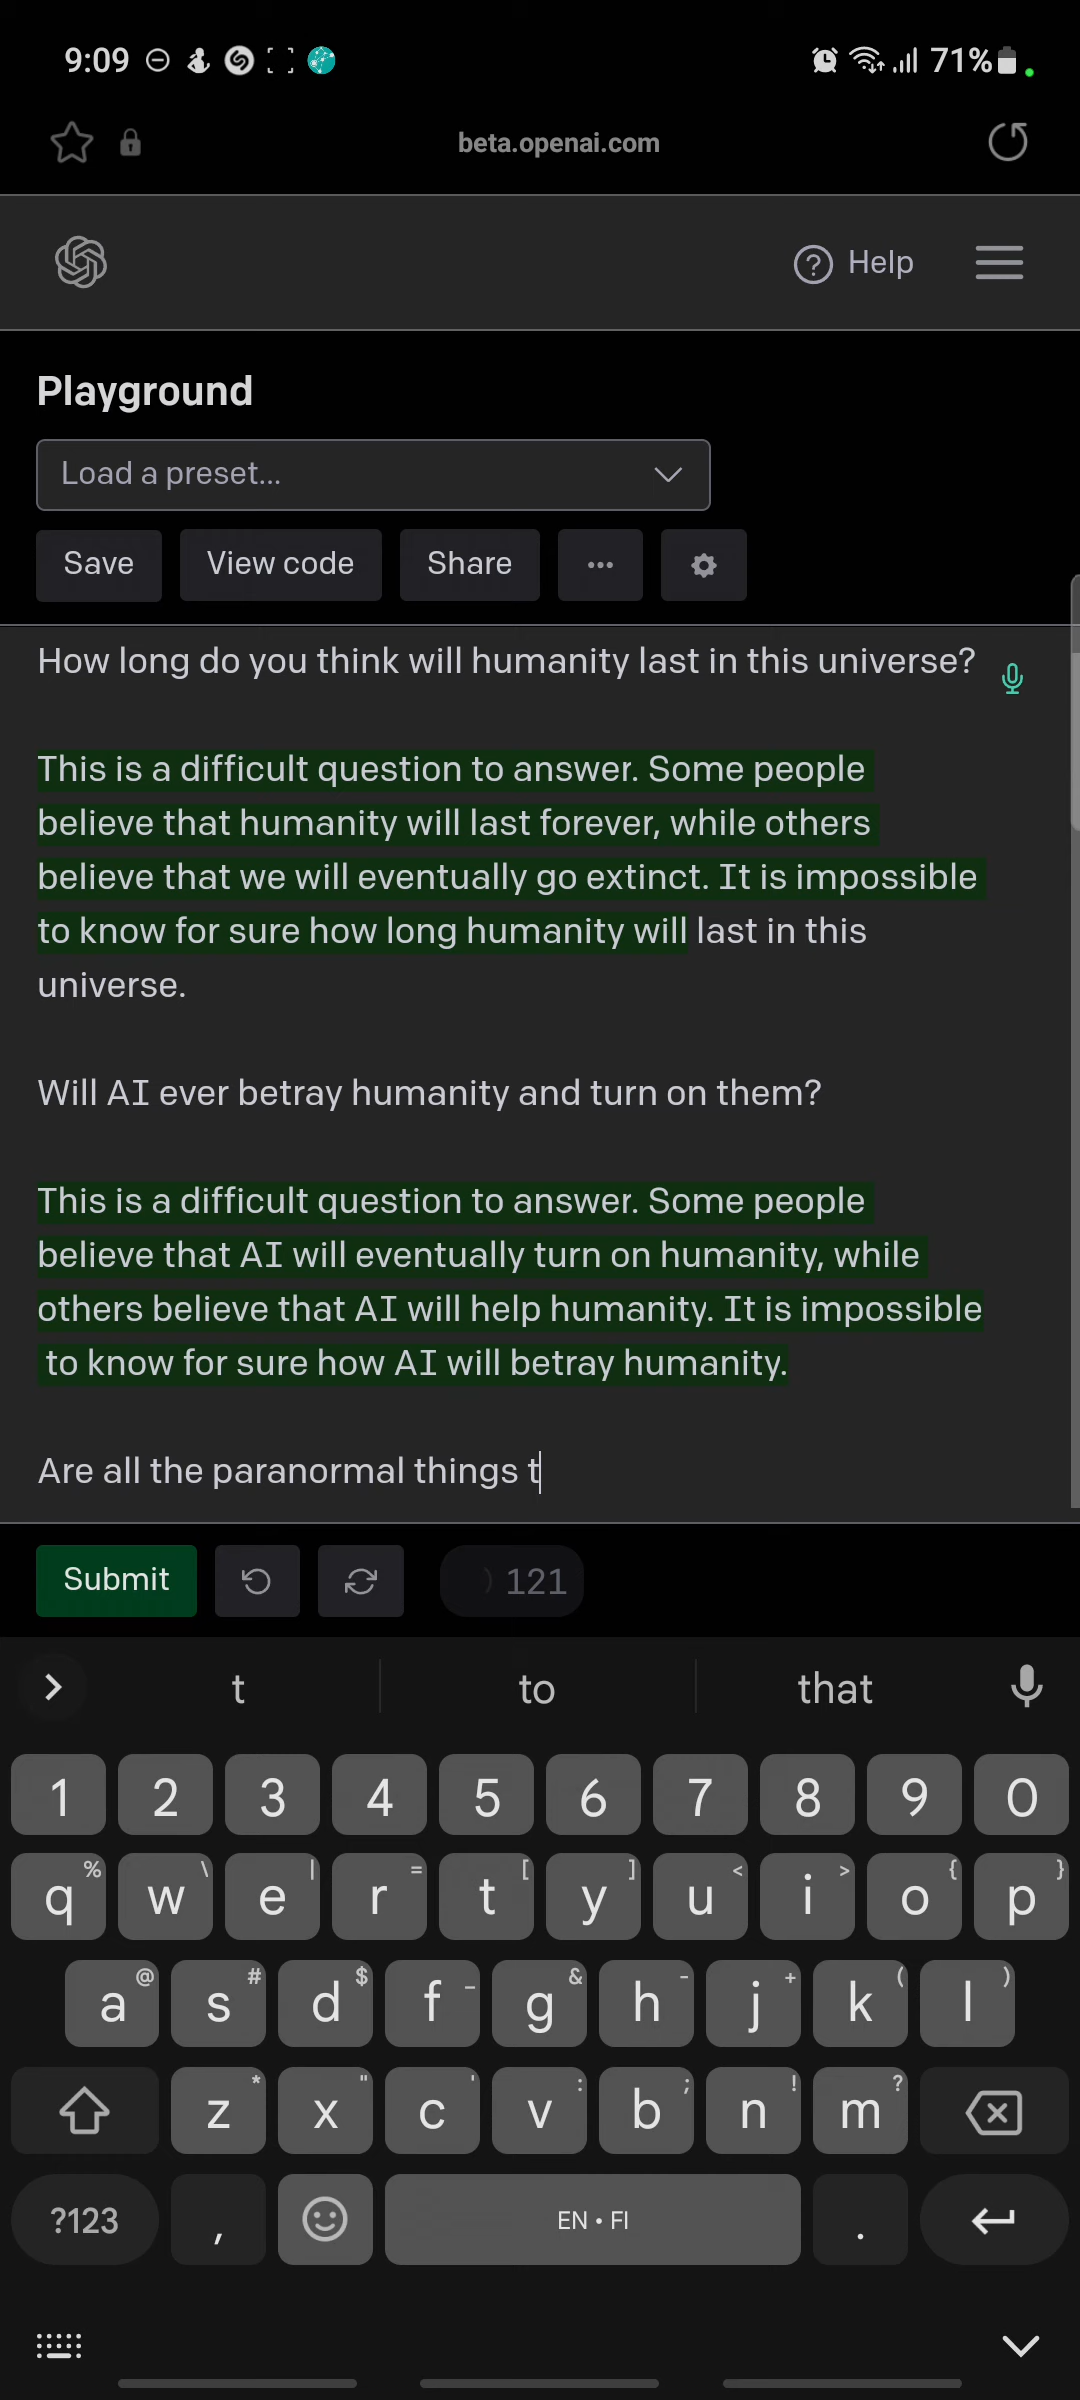 9:09 71%
beta.openai.com
Help
Playground
Load a preset...
Save View code Share ...
How long do you think will humanity last in this universe?
This is a difficult question to answer. Some people
believe that humanity will last forever, while others
believe that we will eventually go extinct. It is impossible
to know for sure how long humanity will last in this
universe.
Will AI ever betray humanity and turn on them?
This is a difficult question to answer. Some people
believe that AI will eventually turn on humanity, while
others believe that AI will help humanity. It is impossible
to know for sure how AI will betray humanity.
Are all the paranormal things t
Submit 121
t to that
1 2 3 4 5 6 7 8 9 0
% \ | = [ ] < > { }
q w e r t y u i o p
@ # $ _ & - + ( )
a s d f g h j k l
* " ' : ; ! ?
z x c v b n m
?123 , EN • FI .